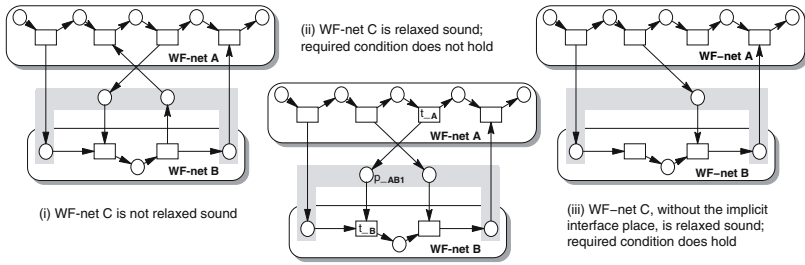 WF-net A
WF-net B
(i) WF-net C is not relaxed sound
(ii) WF-net C is relaxed sound;
required condition does not hold
t_A
WF-net A
p_AB1
t_B
WF-net B
WF-net A
WF-net B
(iii) WF-net C, without the implicit
interface place, is relaxed sound;
required condition does hold